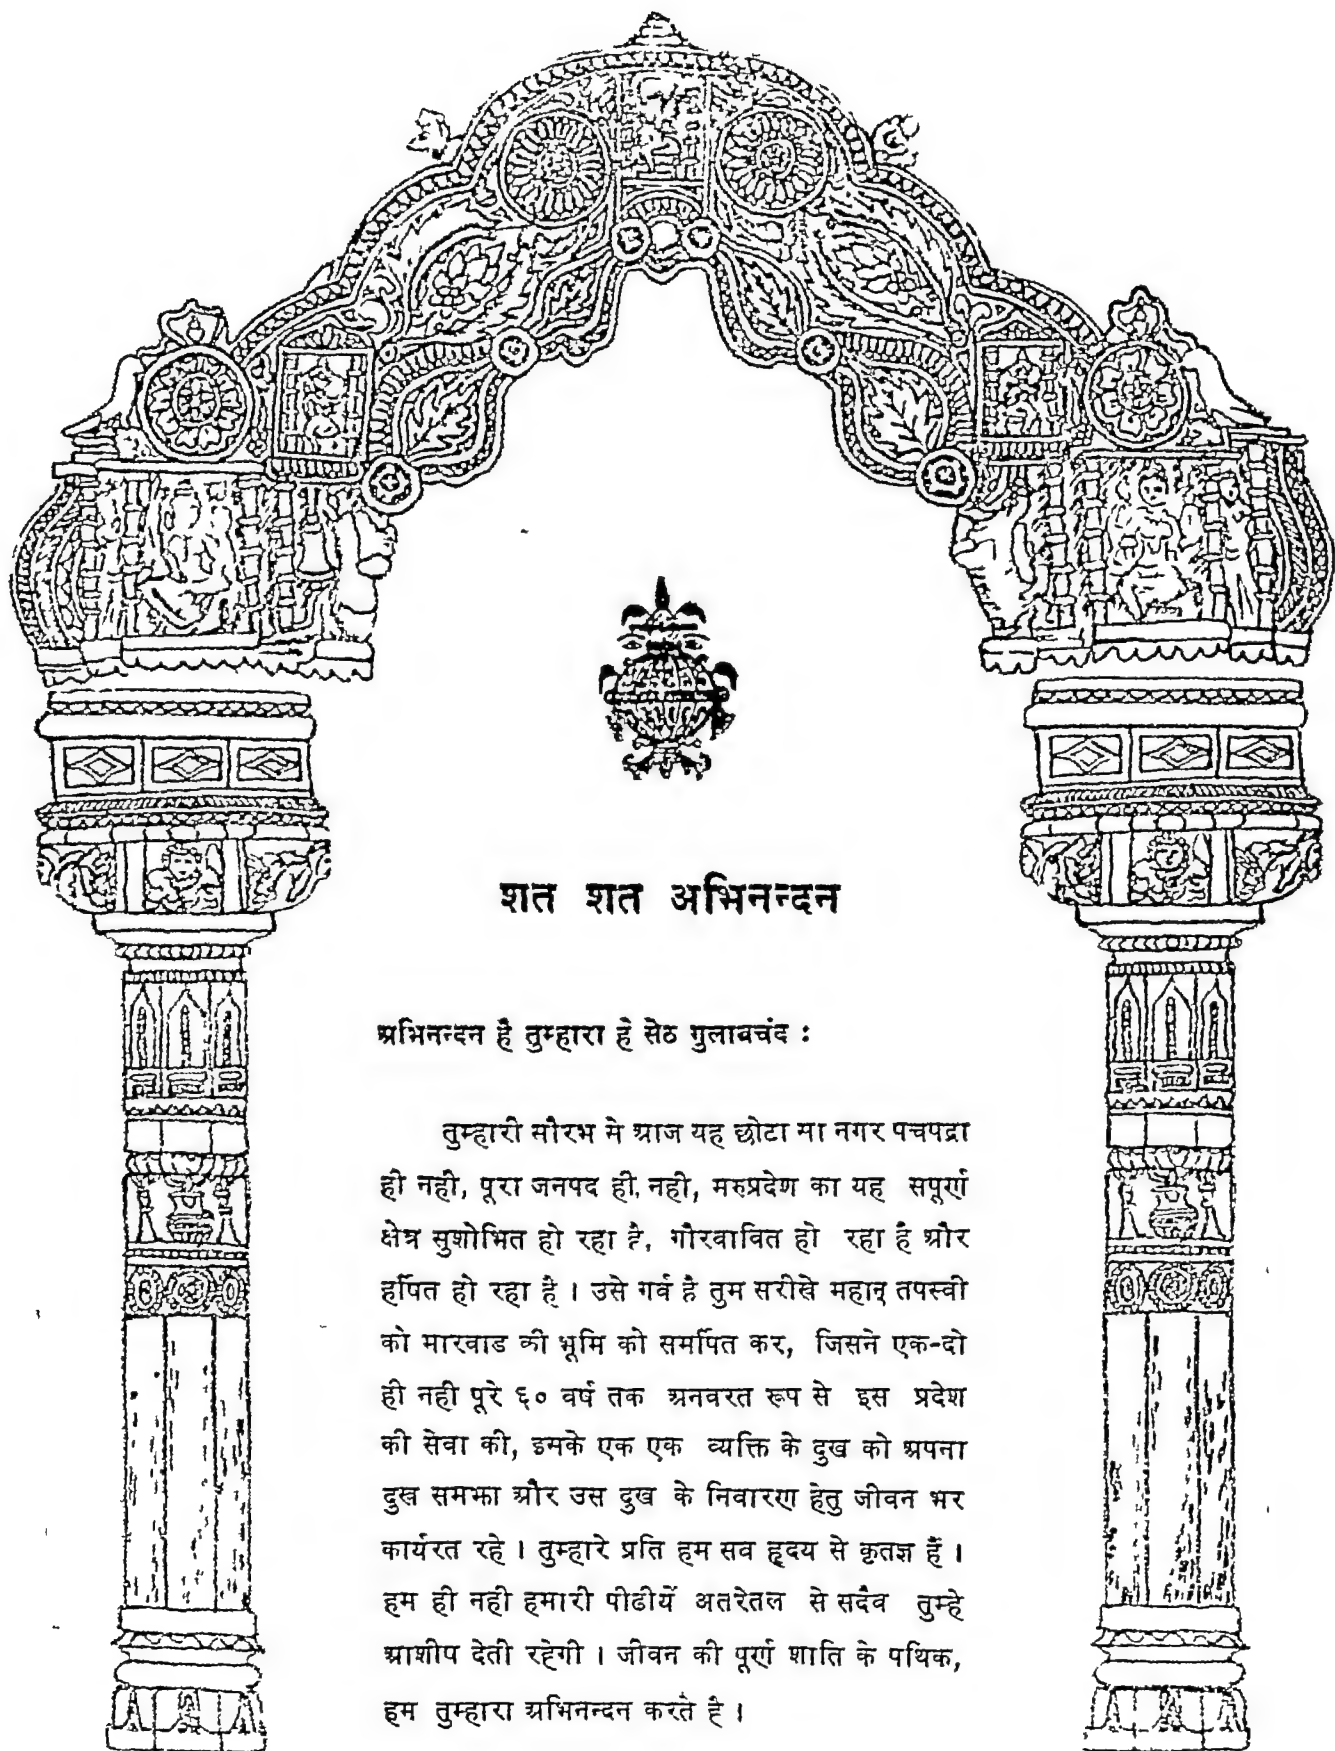 शत शत अभिनन्दन
अभिनन्दन है तुम्हारा हे सेठ गुलाबचंद :
तुम्हारी सौरभ से आज यह छोटा सा नगर पचपद्रा
ही नही, पूरा जनपद ही, नही, मरुप्रदेश का यह सपूर्ण
क्षेत्र सुशोभित हो रहा है, गौरवावित हो रहा है और
हर्षित हो रहा है । उसे गर्व है तुम सरीखे महान् तपस्वी
को मारवाड की भूमि को समर्पित कर, जिसने एक-दो
ही नही पूरे ६० वर्ष तक अनवरत रूप से इस प्रदेश
की सेवा की, इसके एक एक व्यक्ति के दुख को अपना
दुख समझा और उस दुख के निवारण हेतु जीवन भर
कार्यरत रहे । तुम्हारे प्रति हम सव हृदय से कृतज्ञ हैं ।
हम ही नही हमारी पीढीयें अतरेतल से सदैव तुम्हे
आशीष देती रहेगी । जीवन की पूर्ण शाति के पथिक,
हम तुम्हारा अभिनन्दन करते है ।